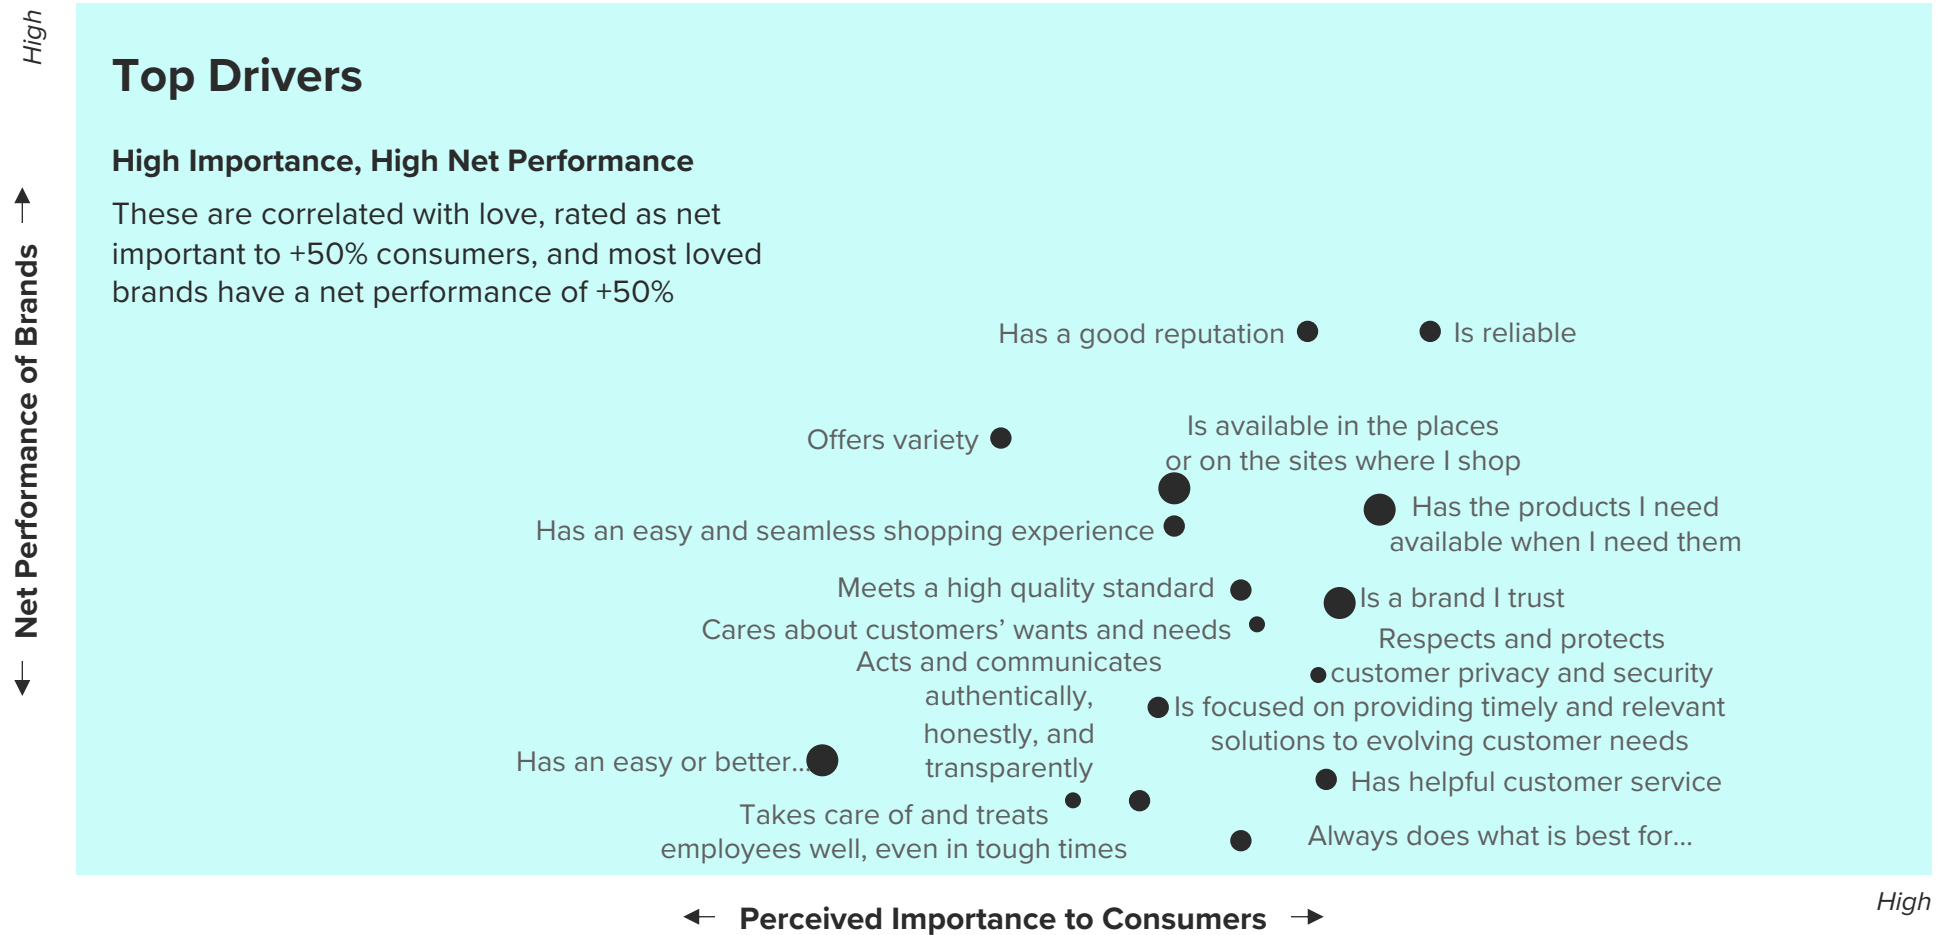 High
Top Drivers
High Importance, High Net Performance
These are correlated with love, rated as net
important to +50% consumers, and most loved
brands have a net performance of +50%
Net Performance of Brands
Has a good reputation
Is reliable
Offers variety
Is available in the places
or on the sites where I shop
Has the products I need
available when I need them
Has an easy and seamless shopping experience
Meets a high quality standard
Is a brand I trust
Cares about customers’ wants and needs
Respects and protects
customer privacy and security
Acts and communicates
authentically,
honestly, and
transparently
Is focused on providing timely and relevant
solutions to evolving customer needs
Has an easy or better...
Has helpful customer service
Takes care of and treats
employees well, even in tough times
Always does what is best for...
High
Perceived Importance to Consumers